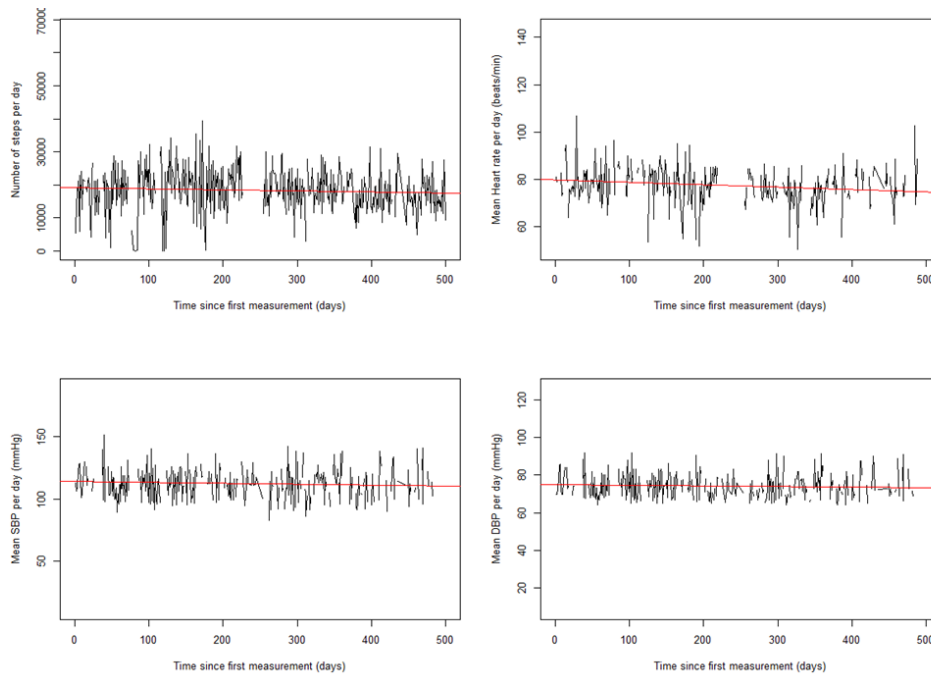 Number of steps per day
70000
50000
30000
10000
0
0 100 200 300 400 500
Time since first measurement (days)
Mean Heart rate per day (beats/min)
140
120
100
80
60
0 100 200 300 400 500
Time since first measurement (days)
Mean SBP per day (mmHg)
150
100
50
0 100 200 300 400 500
Time since first measurement (days)
Mean DBP per day (mmHg)
120
100
80
60
40
20
0 100 200 300 400 500
Time since first measurement (days)